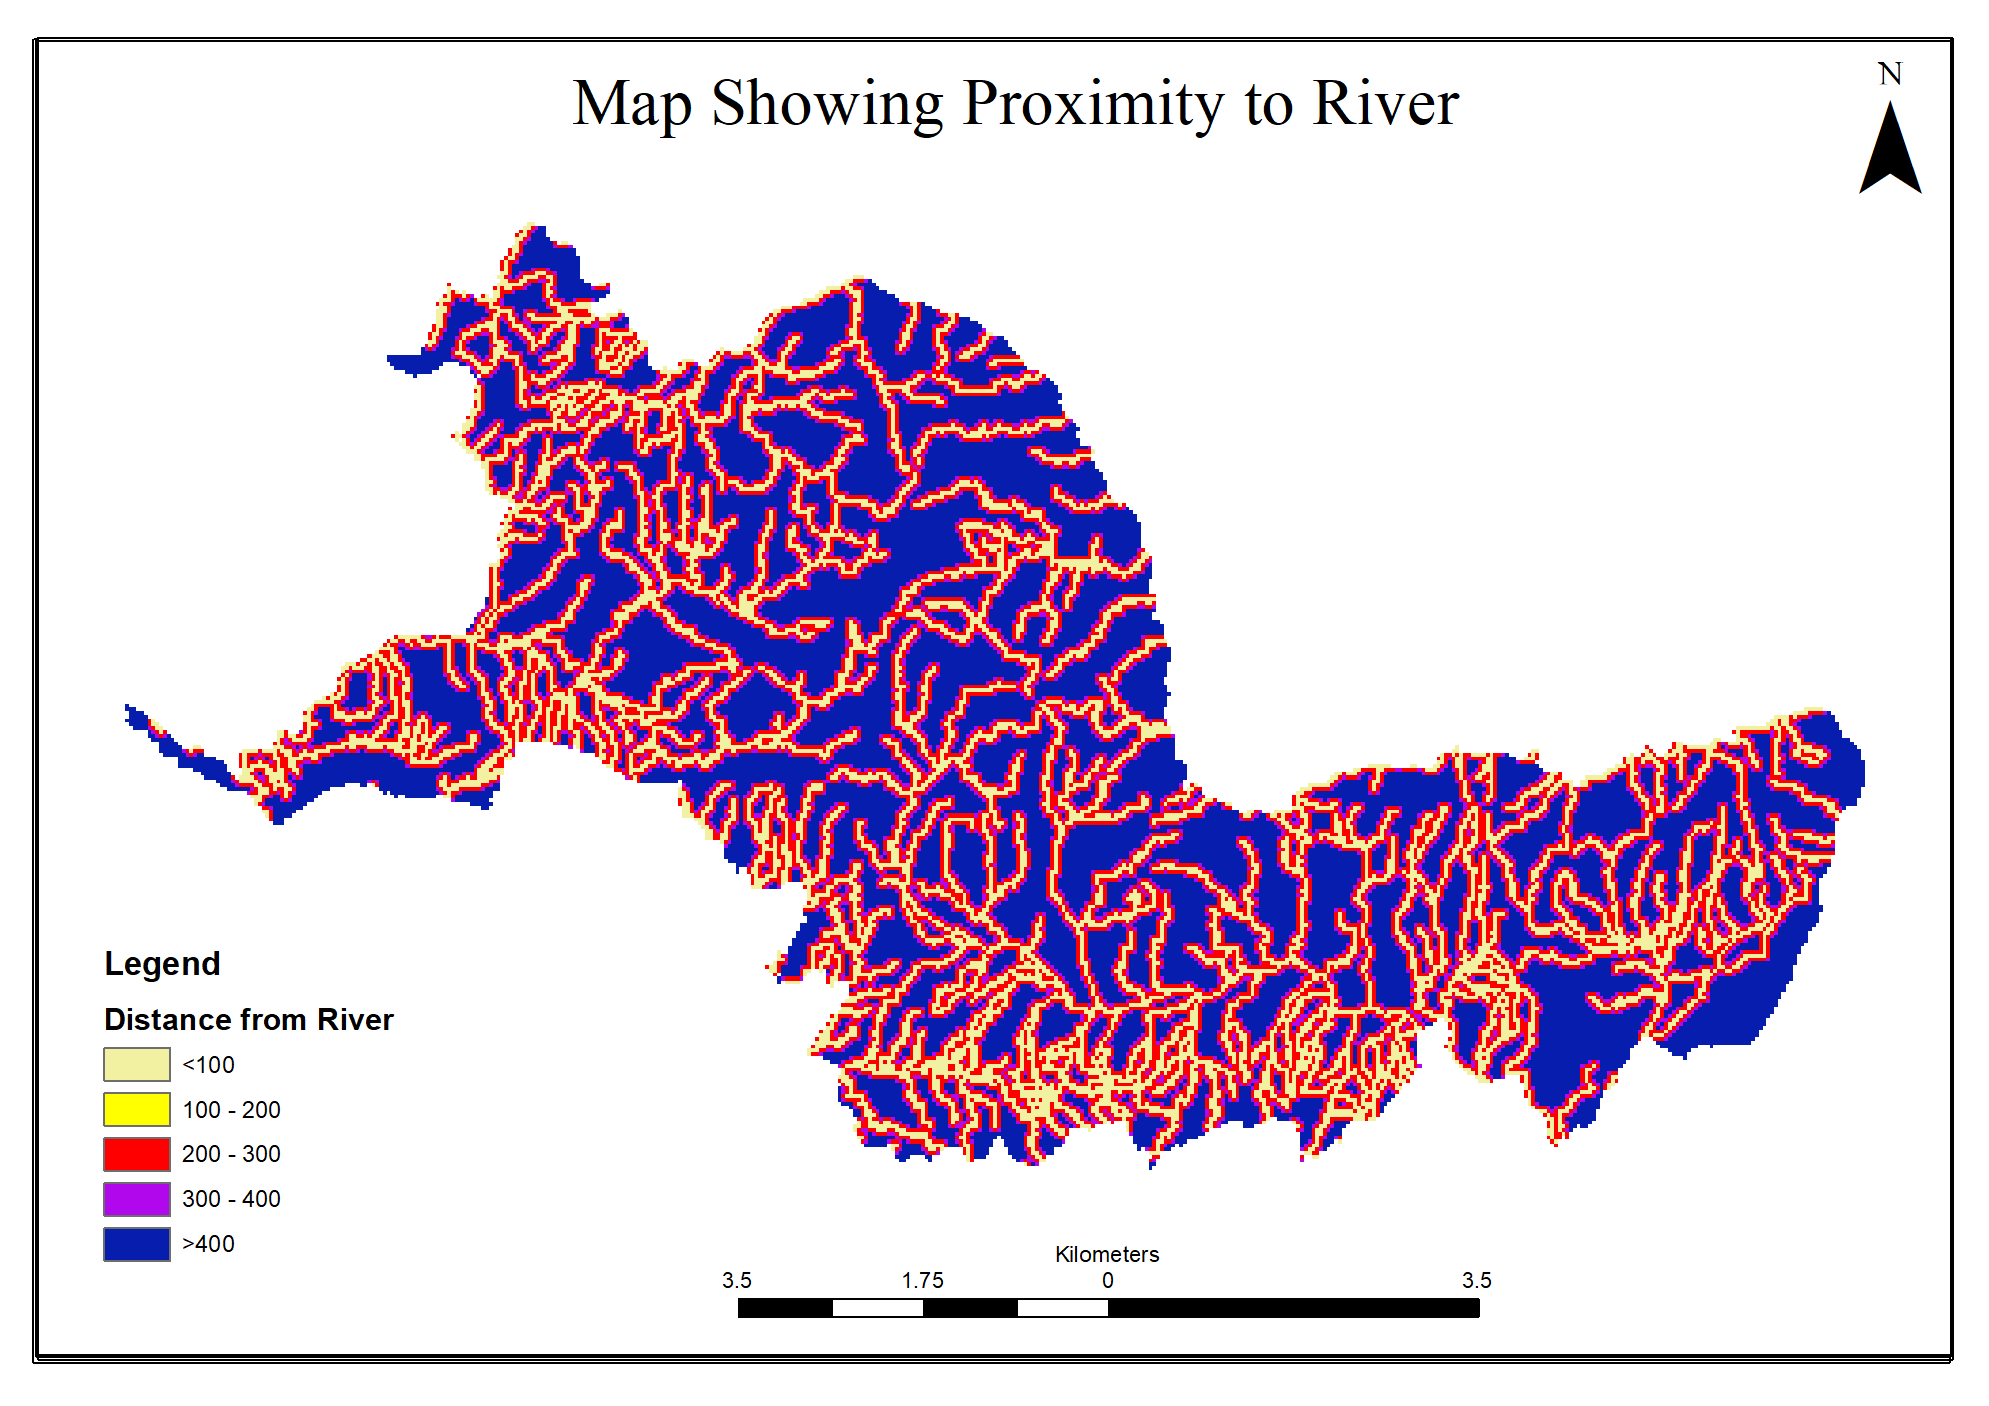 Map Showing Proximity to River
N
Legend
Distance from River
<100
100 - 200
200 - 300
300 - 400
>400
Kilometers
3.5 1.75 0 3.5